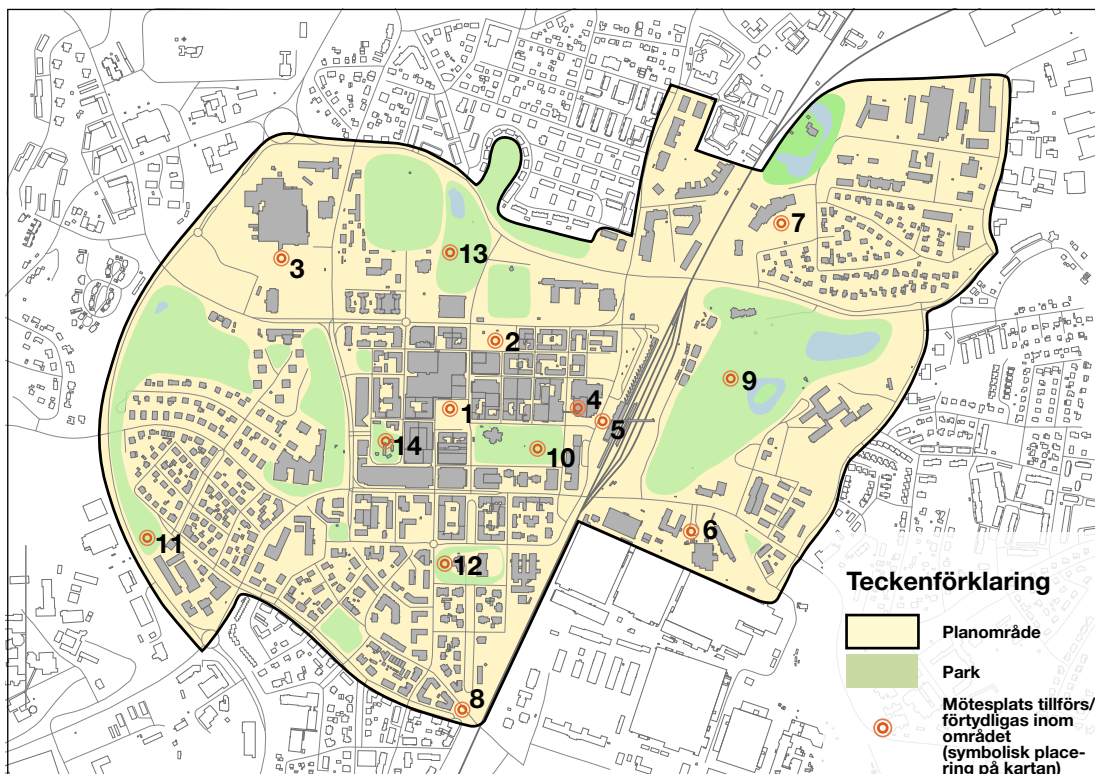 7
13
3
2
9
4
1
5
14
10
6
11
12
8
Teckenförklaring
Planområde
Park
Mötesplats tillförs/
förtydligas inom
området
(symbolisk place-
ring på kartan)